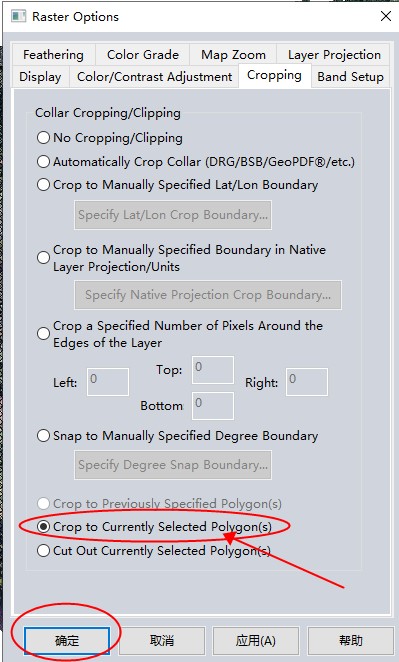 Raster Options
Feathering Color Grade Map Zoom Layer Projection
Display Color/Contrast Adjustment Cropping Band Setup
Collar Cropping/Clipping
No Cropping/Clipping
Automatically Crop Collar (DRG/BSB/GeoPDF®/etc.)
Crop to Manually Specified Lat/Lon Boundary
Specify Lat/Lon Crop Boundary...
Crop to Manually Specified Boundary in Native
Layer Projection/Units
Specify Native Projection Crop Boundary...
Crop a Specified Number of Pixels Around the
Edges of the Layer
Top: 0
Left: 0 Right: 0
Bottom 0
Snap to Manually Specified Degree Boundary
Specify Degree Snap Boundary...
Crop to Previously Specified Polygon(s)
Crop to Currently Selected Polygon(s)
Cut Out Currently Selected Polygon(s)
确定 取消 应用(A) 帮助